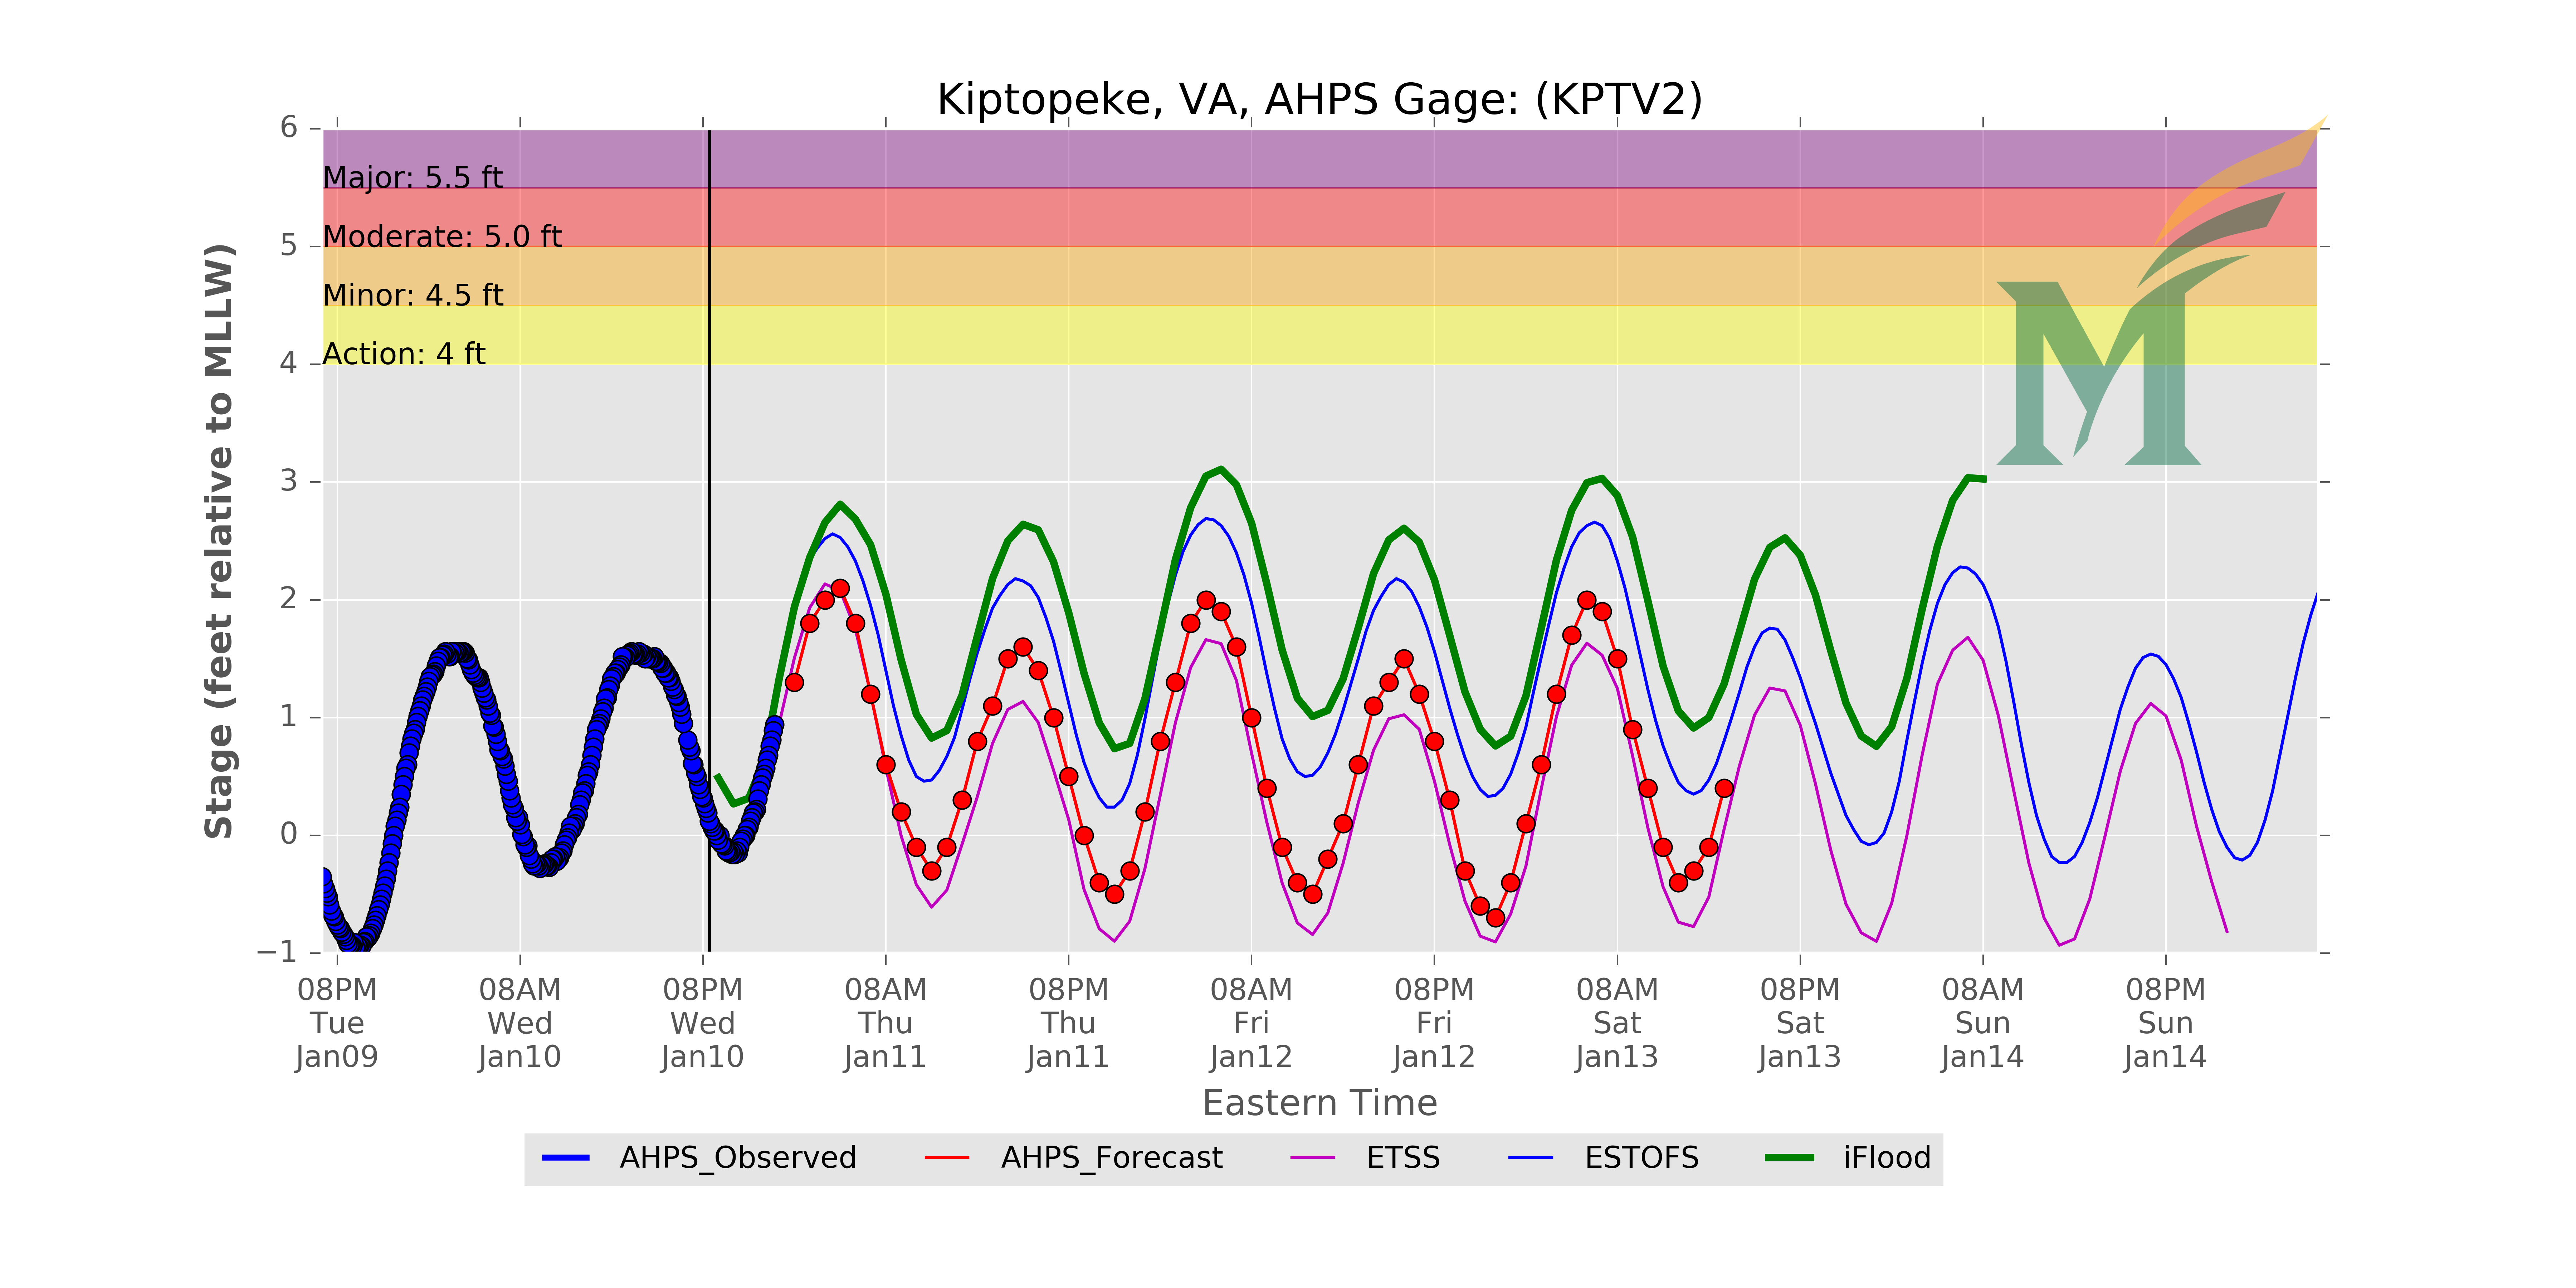 Kiptopeke, VA, AHPS Gage: (KPTV2)
6
5
4
3
2
1
0
−1
Stage (feet relative to MLLW)
Major: 5.5 ft
Moderate: 5.0 ft
Minor: 4.5 ft
Action: 4 ft
M
08PM 08AM 08PM 08AM 08PM 08AM 08PM 08AM 08PM 08AM 08PM
Tue Wed Wed Thu Thu Fri Fri Sat Sat Sun Sun
Jan09 Jan10 Jan10 Jan11 Jan11 Jan12 Jan12 Jan13 Jan13 Jan14 Jan14
Eastern Time
AHPS_Observed AHPS_Forecast ETSS ESTOFS iFlood